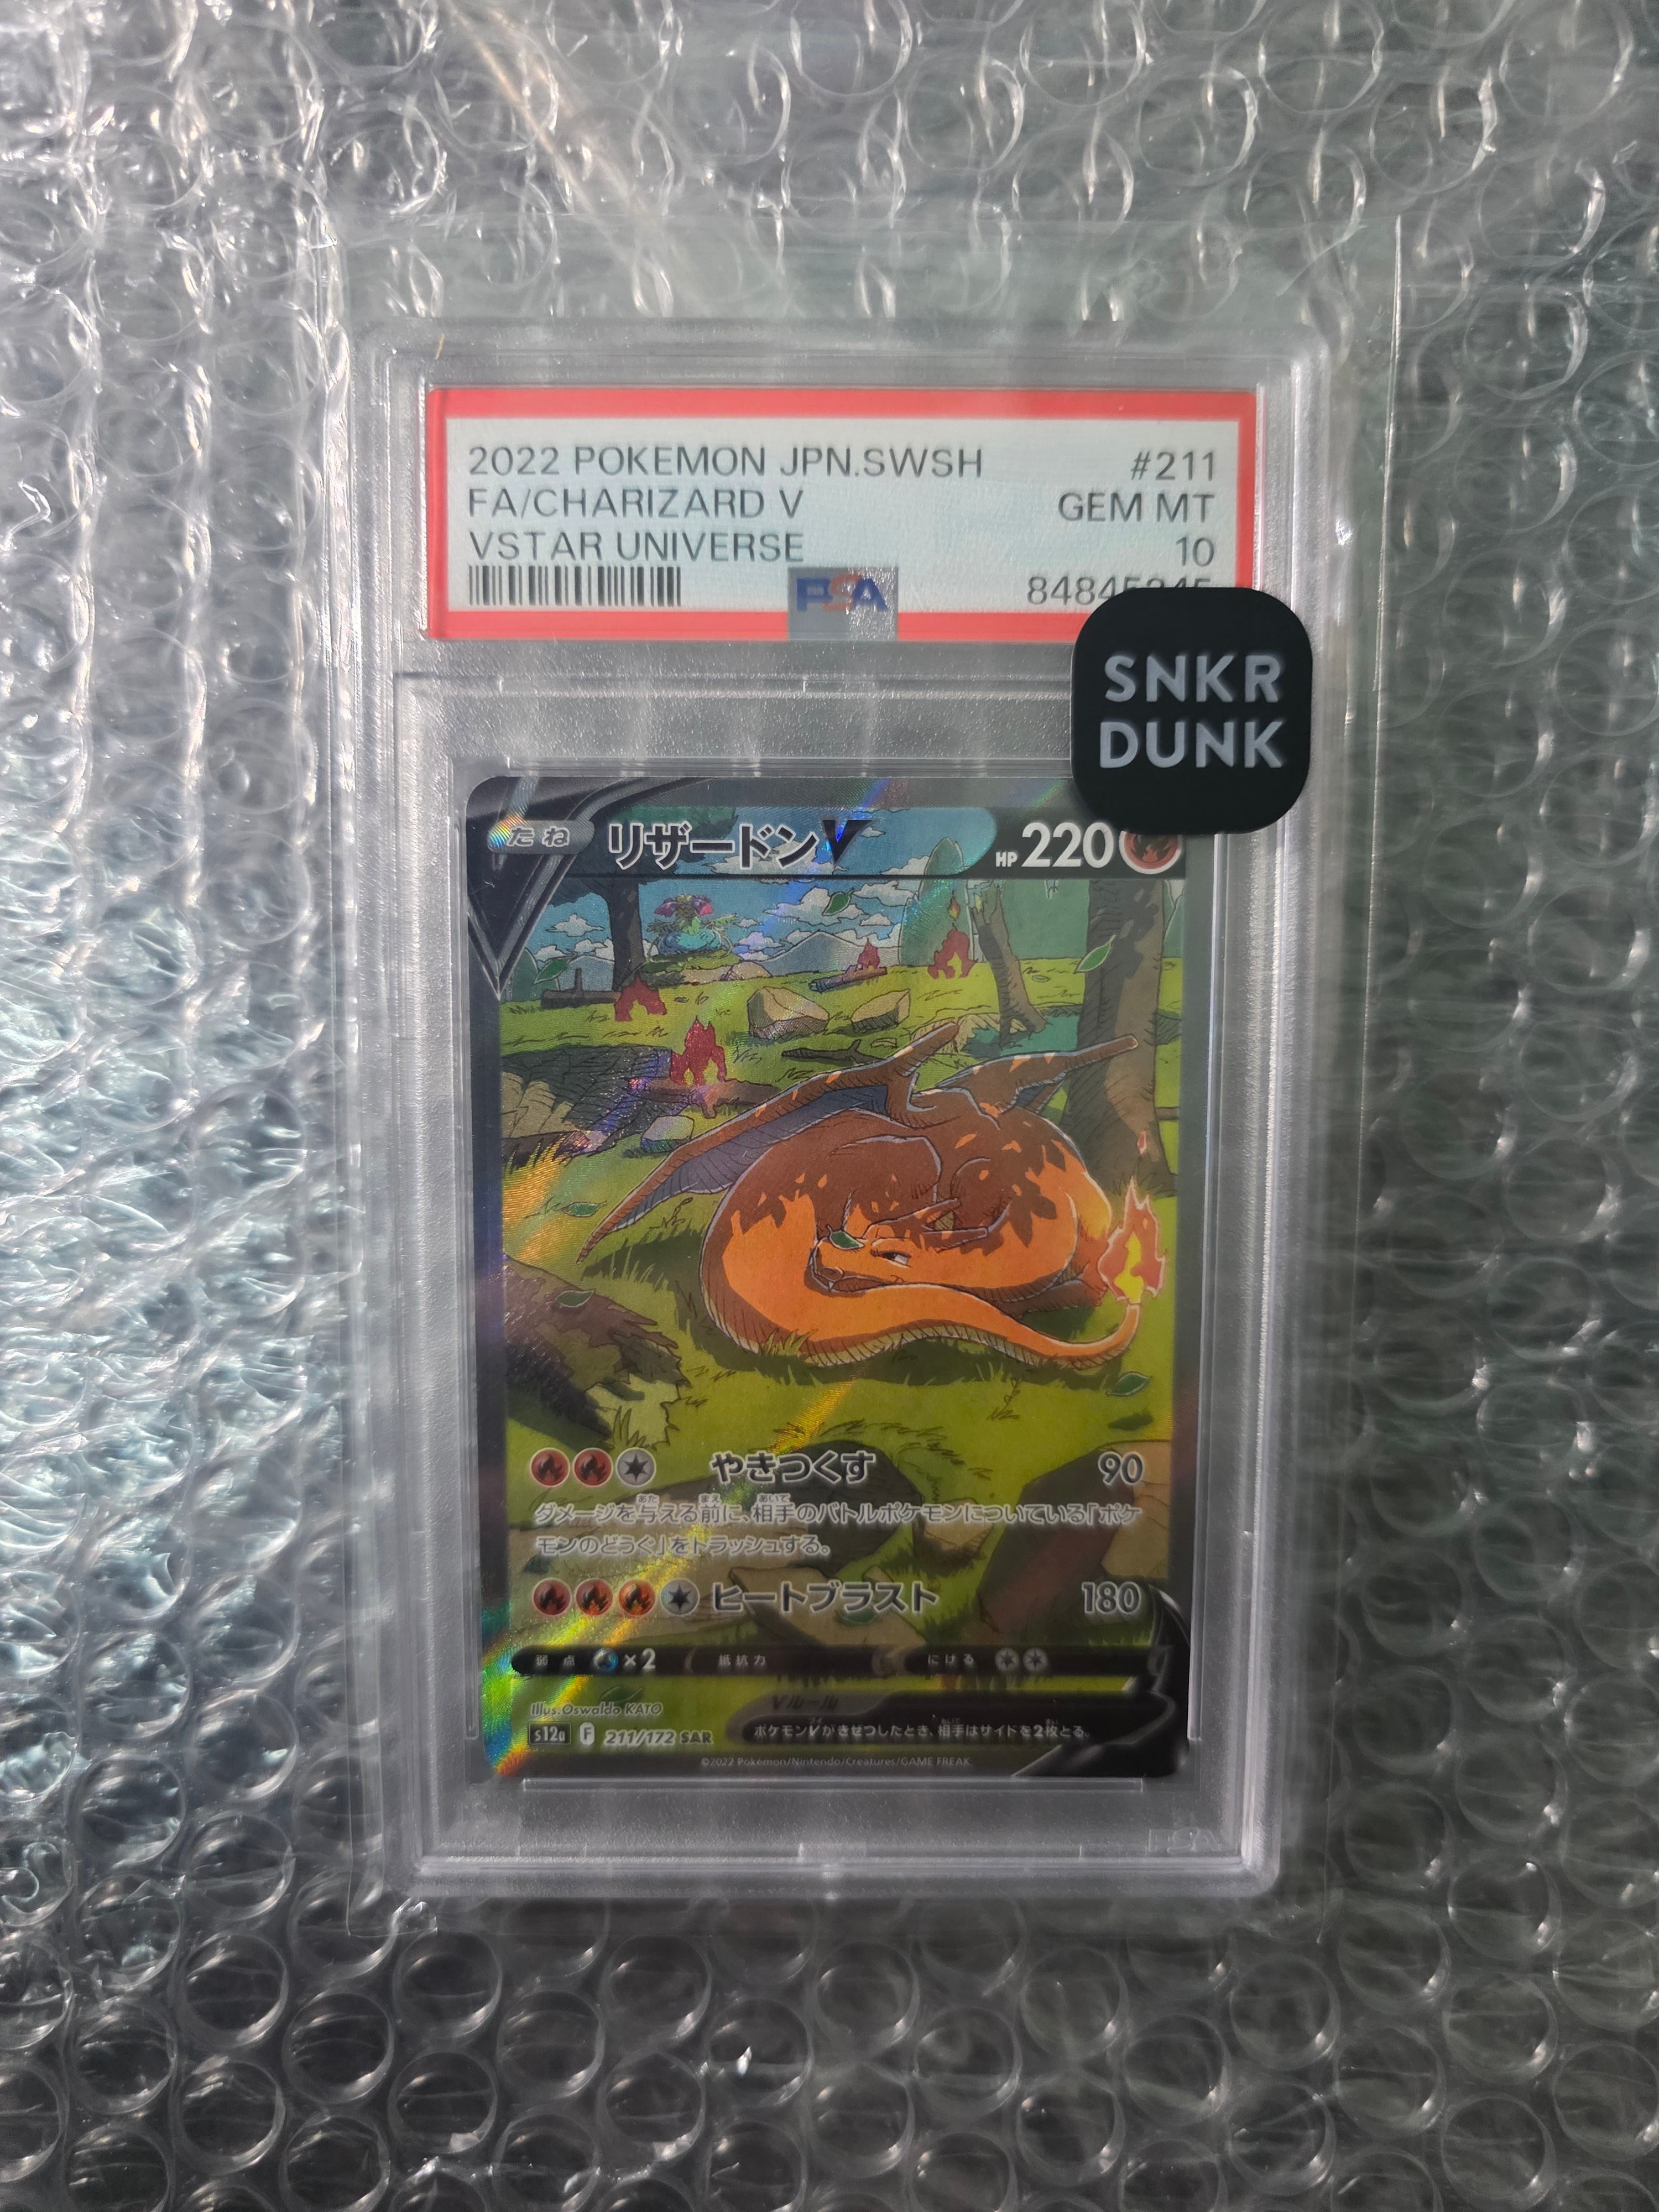 2022 POKEMON JPN.SWSH #211
FA/CHARIZARD V GEM MT
VSTAR UNIVERSE 10
PSA
SNKR
DUNK
たね リザードンV HP 220
やきつくす 90
ダメージを与える前に、相手のバトルポケモンについている「ポケ
モンのどうぐ」をトラッシュする。
ヒートブラスト 180
弱点 ×2 抵抗力 にげる
Illus. Oswaldo KATO
Vルール
s12a F 211/172 SAR
ポケモンVがきぜつしたとき、相手はサイドを2枚とる。
©2022 Pokémon/Nintendo/Creatures/GAME FREAK
PSA